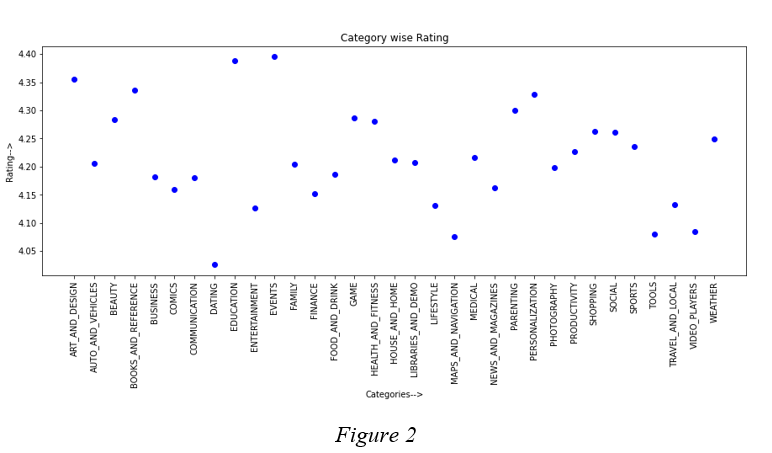 Category wise Rating
4.40
4.35
4.30
4.25
4.20
4.15
4.10
4.05
Rating-->
ART_AND_DESIGN
AUTO_AND_VEHICLES
BEAUTY
BOOKS_AND_REFERENCE
BUSINESS
COMICS
COMMUNICATION
DATING
EDUCATION
ENTERTAINMENT
EVENTS
FAMILY
FINANCE
FOOD_AND_DRINK
GAME
HEALTH_AND_FITNESS
HOUSE_AND_HOME
LIBRARIES_AND_DEMO
LIFESTYLE
MAPS_AND_NAVIGATION
MEDICAL
NEWS_AND_MAGAZINES
PARENTING
PERSONALIZATION
PHOTOGRAPHY
PRODUCTIVITY
SHOPPING
SOCIAL
SPORTS
TOOLS
TRAVEL_AND_LOCAL
VIDEO_PLAYERS
WEATHER
Categories-->
Figure 2